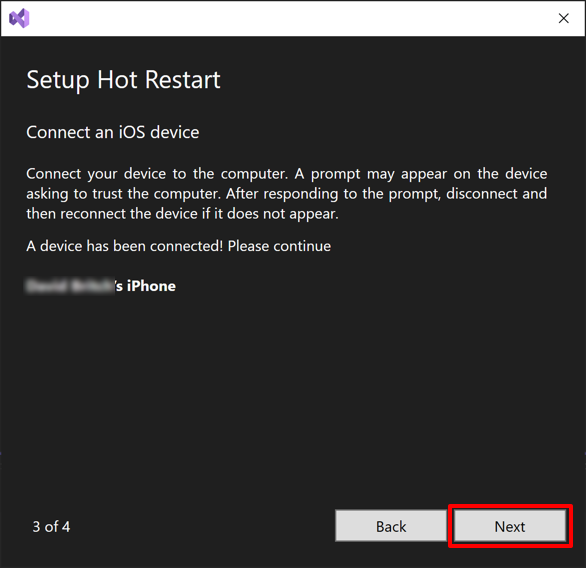 Setup Hot Restart
Connect an iOS device
Connect your device to the computer. A prompt may appear on the device
asking to trust the computer. After responding to the prompt, disconnect and
then reconnect the device if it does not appear.
A device has been connected! Please continue
's iPhone
3 of 4
Back
Next